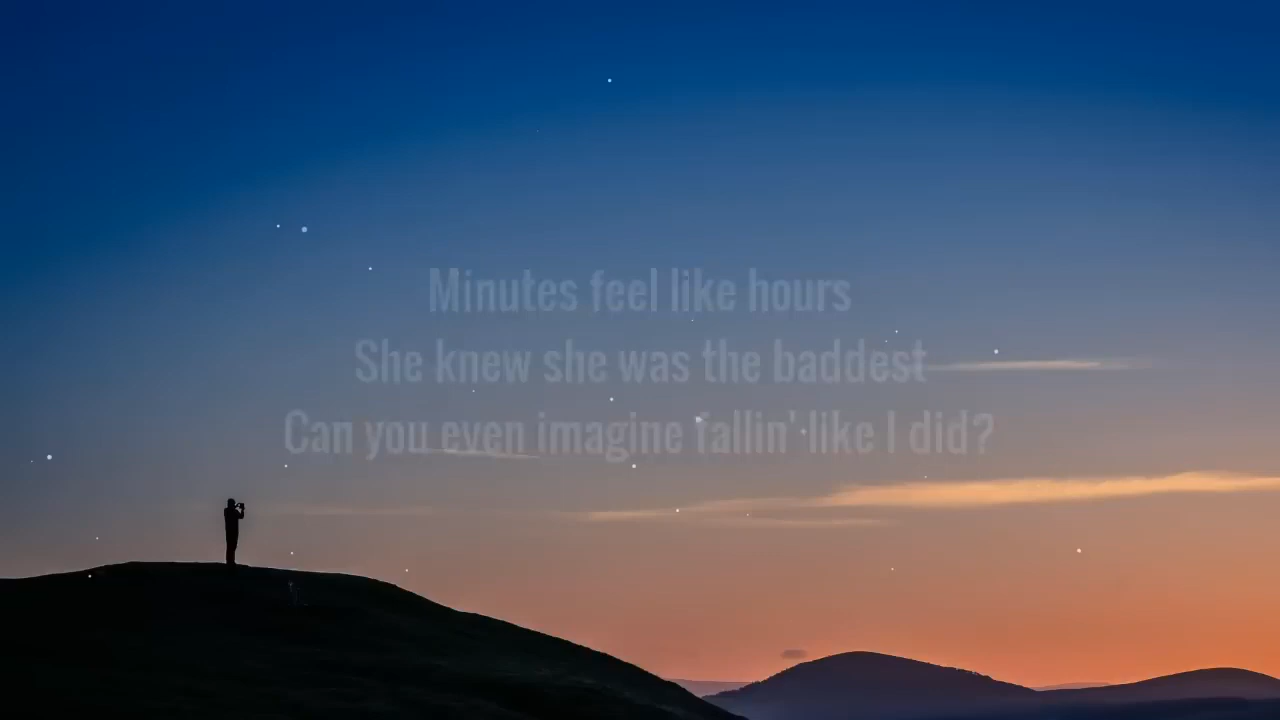 Minutes feel like hours
She knew she was the baddest
Can you even imagine fallin' like I did?